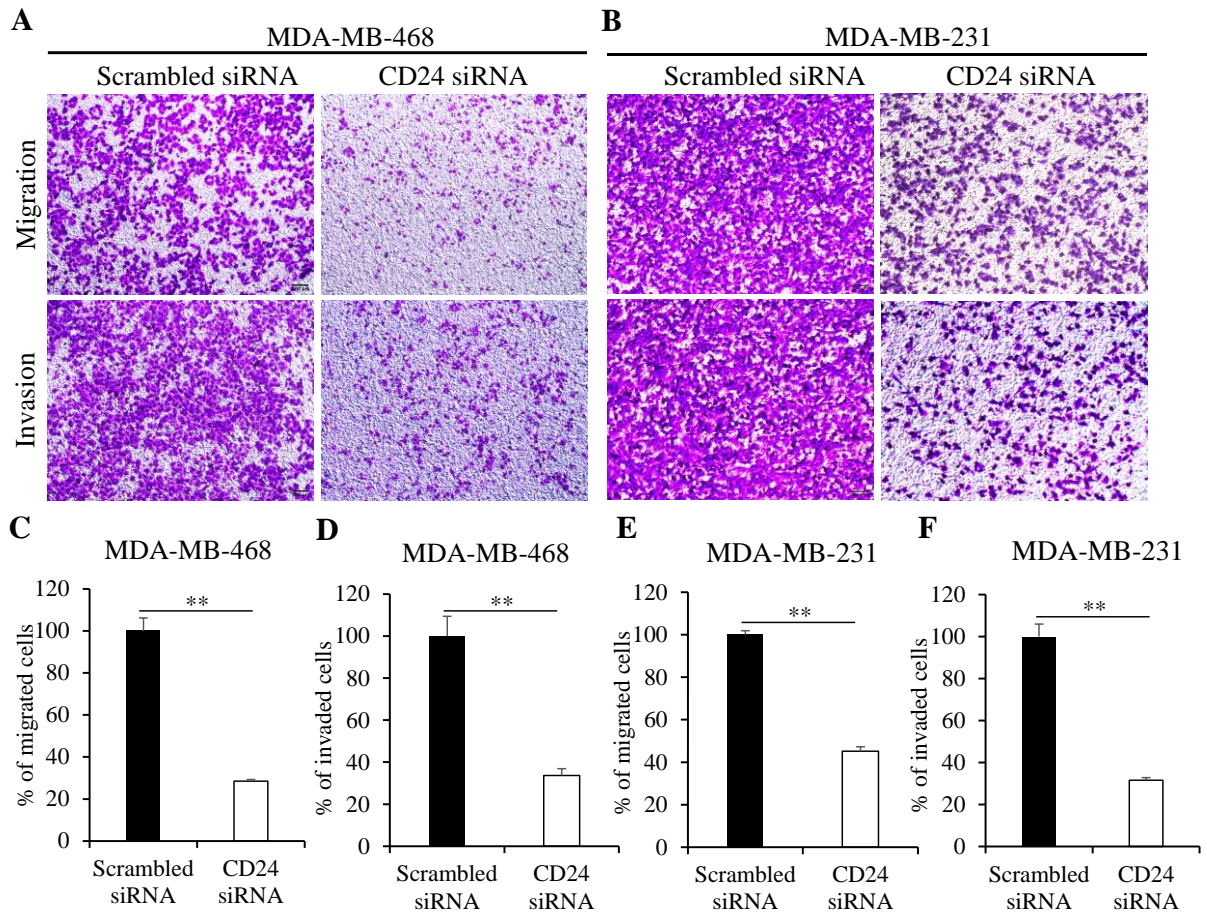 A
MDA-MB-468
Scrambled siRNA CD24 siRNA
Migration
Invasion
B
MDA-MB-231
Scrambled siRNA CD24 siRNA
C
MDA-MB-468
% of migrated cells
120
100
80
60
40
20
0
**
Scrambled siRNA
CD24 siRNA
D
MDA-MB-468
% of invaded cells
120
100
80
60
40
20
0
**
Scrambled siRNA
CD24 siRNA
E
MDA-MB-231
% of migrated cells
120
100
80
60
40
20
0
**
Scrambled siRNA
CD24 siRNA
F
MDA-MB-231
% of invaded cells
120
100
80
60
40
20
0
**
Scrambled siRNA
CD24 siRNA